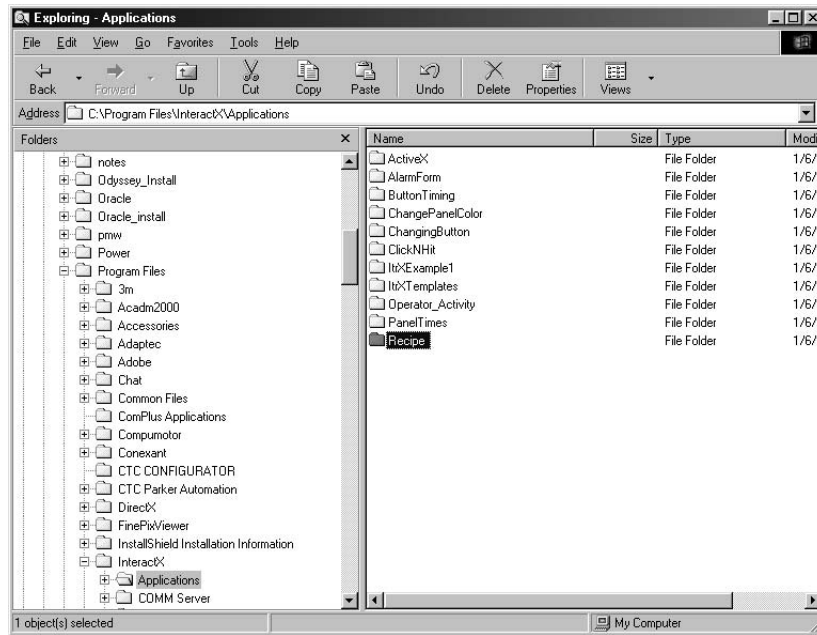 Exploring - Applications
File Edit View Go Favorites Tools Help
Back Forward Up Cut Copy Paste Undo Delete Properties Views
Address C:\Program Files\InteractX\Applications
Folders
notes
Odyssey_Install
Oracle
Oracle_install
pmw
Power
Program Files
3m
Acadm2000
Accessories
Adaptec
Adobe
Chat
Common Files
ComPlus Applications
Compumotor
Conexant
CTC CONFIGURATOR
CTC Parker Automation
DirectX
FinePixViewer
InstallShield Installation Information
InteractX
Applications
COMM Server
Name Size Type Modi
ActiveX File Folder 1/6/
AlarmForm File Folder 1/6/
ButtonTiming File Folder 1/6/
ChangePanelColor File Folder 1/6/
ChangingButton File Folder 1/6/
ClickNHit File Folder 1/6/
ItrXExample1 File Folder 1/6/
ItrXTemplates File Folder 1/6/
Operator_Activity File Folder 1/6/
PanelTimes File Folder 1/6/
Recipe File Folder 1/6/
1 object(s) selected
My Computer